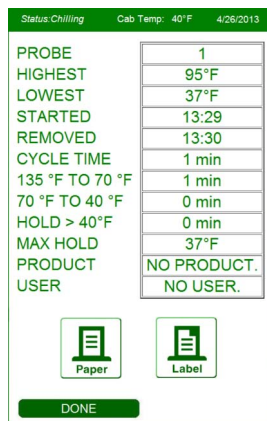 Status:Chilling Cab Temp: 40°F 4/26/2013
PROBE 1
HIGHEST 95°F
LOWEST 37°F
STARTED 13:29
REMOVED 13:30
CYCLE TIME 1 min
135 °F TO 70 °F 1 min
70 °F TO 40 °F 0 min
HOLD > 40°F 0 min
MAX HOLD 37°F
PRODUCT NO PRODUCT.
USER NO USER.
Paper Label
DONE